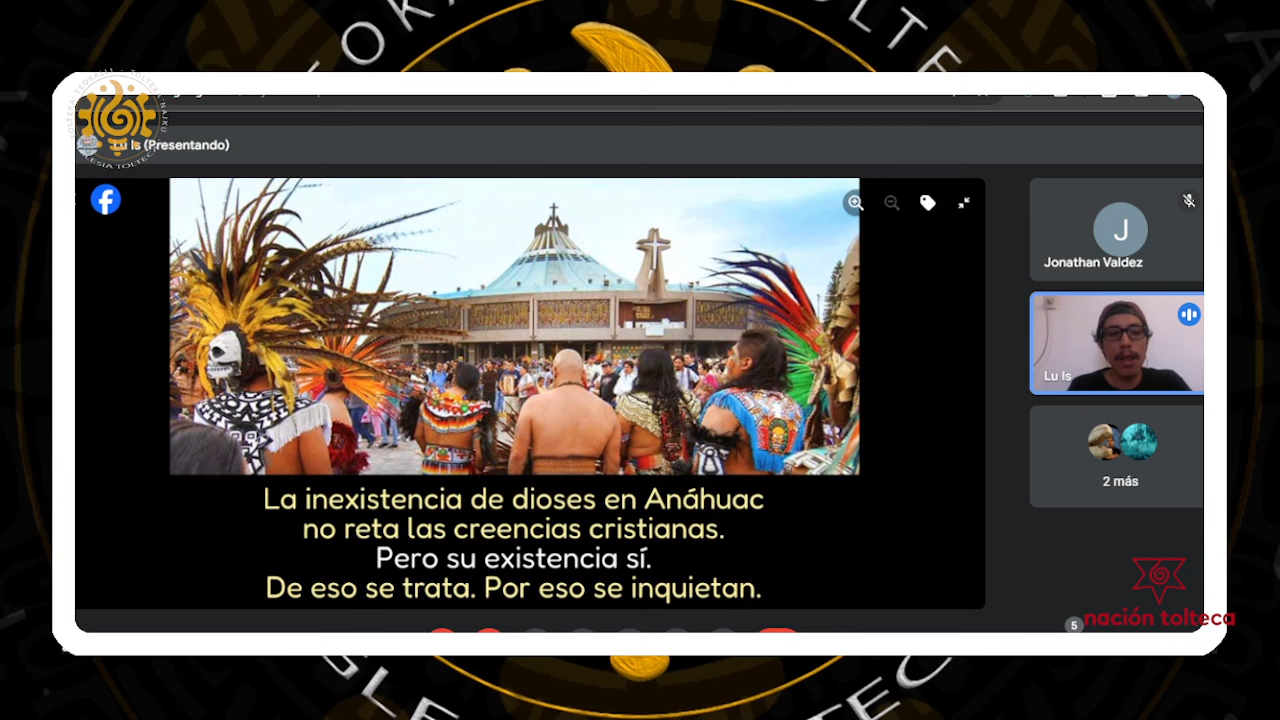 Lu Is (Presentando)
J
Jonathan Valdez
Lu Is
2 más
La inexistencia de dioses en Anáhuac
no reta las creencias cristianas.
Pero su existencia sí.
De eso se trata. Por eso se inquietan.
5
nación tolteca